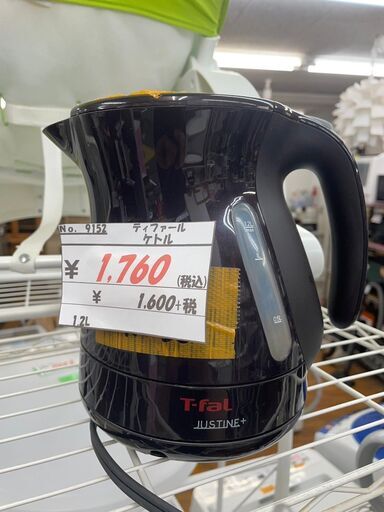 No. 9152
ティファール
ケトル
¥ 1,760 (税込)
¥ 1,600+税
1.2L
T-fal
JUSTINE+